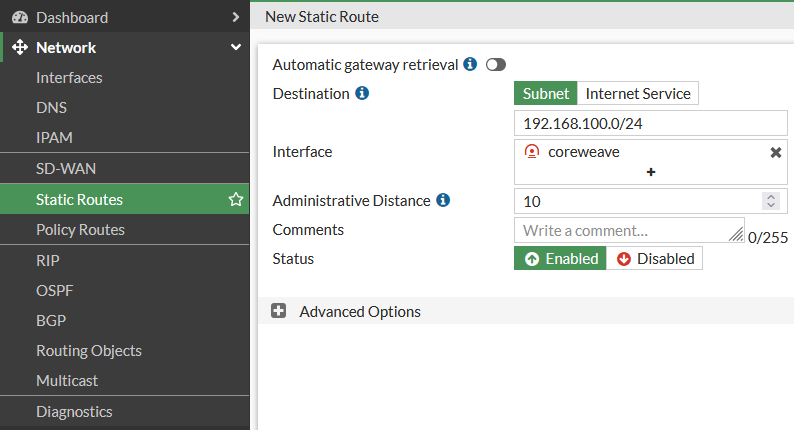 Dashboard
Network
Interfaces
DNS
IPAM
SD-WAN
Static Routes
Policy Routes
RIP
OSPF
BGP
Routing Objects
Multicast
Diagnostics
New Static Route
Automatic gateway retrieval
Destination
Subnet Internet Service
192.168.100.0/24
Interface
coreweave
Administrative Distance
10
Comments
Write a comment...
0/255
Status
Enabled Disabled
Advanced Options